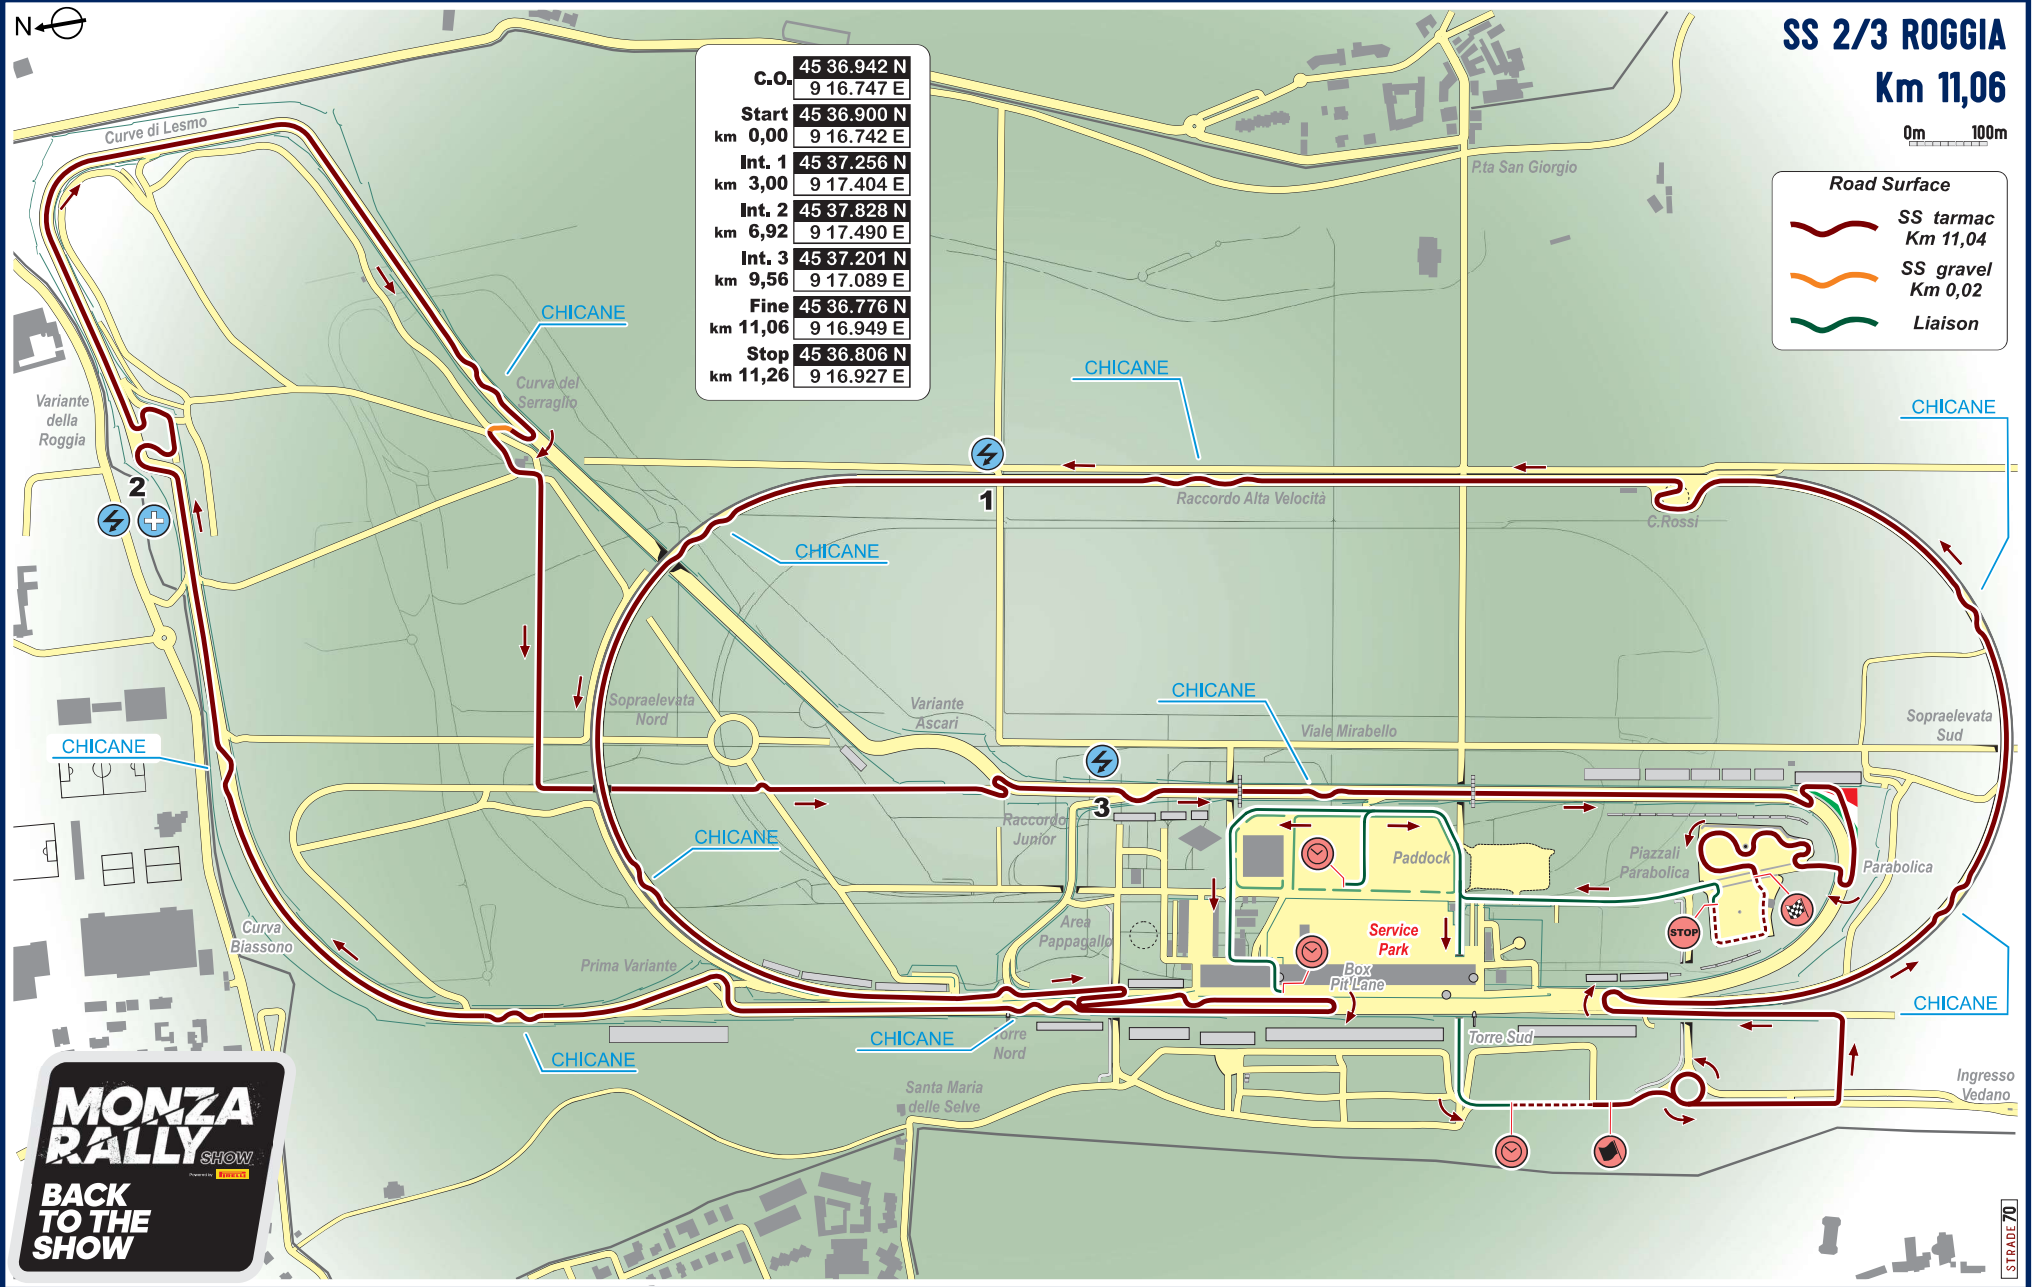 N
SS 2/3 ROGGIA
Km 11,06
0m 100m
Road Surface
SS tarmac
Km 11,04
SS gravel
Km 0,02
Liaison
C.O. 45 36.942 N
9 16.747 E
Start 45 36.900 N
km 0,00 9 16.742 E
Int. 1 45 37.256 N
km 3,00 9 17.404 E
Int. 2 45 37.828 N
km 6,92 9 17.490 E
Int. 3 45 37.201 N
km 9,56 9 17.089 E
Fine 45 36.776 N
km 11,06 9 16.949 E
Stop 45 36.806 N
km 11,26 9 16.927 E
Curve di Lesmo
P.ta San Giorgio
CHICANE
CHICANE
CHICANE
Curva del
Serraglio
Variante
della
Roggia
2
1
Raccordo Alta Velocità
C.Rossi
CHICANE
Sopraelevata
Nord
Variante
Ascari
CHICANE
Viale Mirabello
Sopraelevata
Sud
CHICANE
3
Raccordo
Junior
CHICANE
Paddock
Piazzali
Parabolica
Parabolica
Curva
Biassono
Area
Pappagallo
Service
Park
STOP
Prima Variante
Box
Pit Lane
CHICANE
CHICANE
CHICANE
Torre
Nord
Torre Sud
Santa Maria
delle Selve
Ingresso
Vedano
MONZA
RALLY SHOW
Powered by PIRELLI
BACK
TO THE
SHOW
STRADE 70